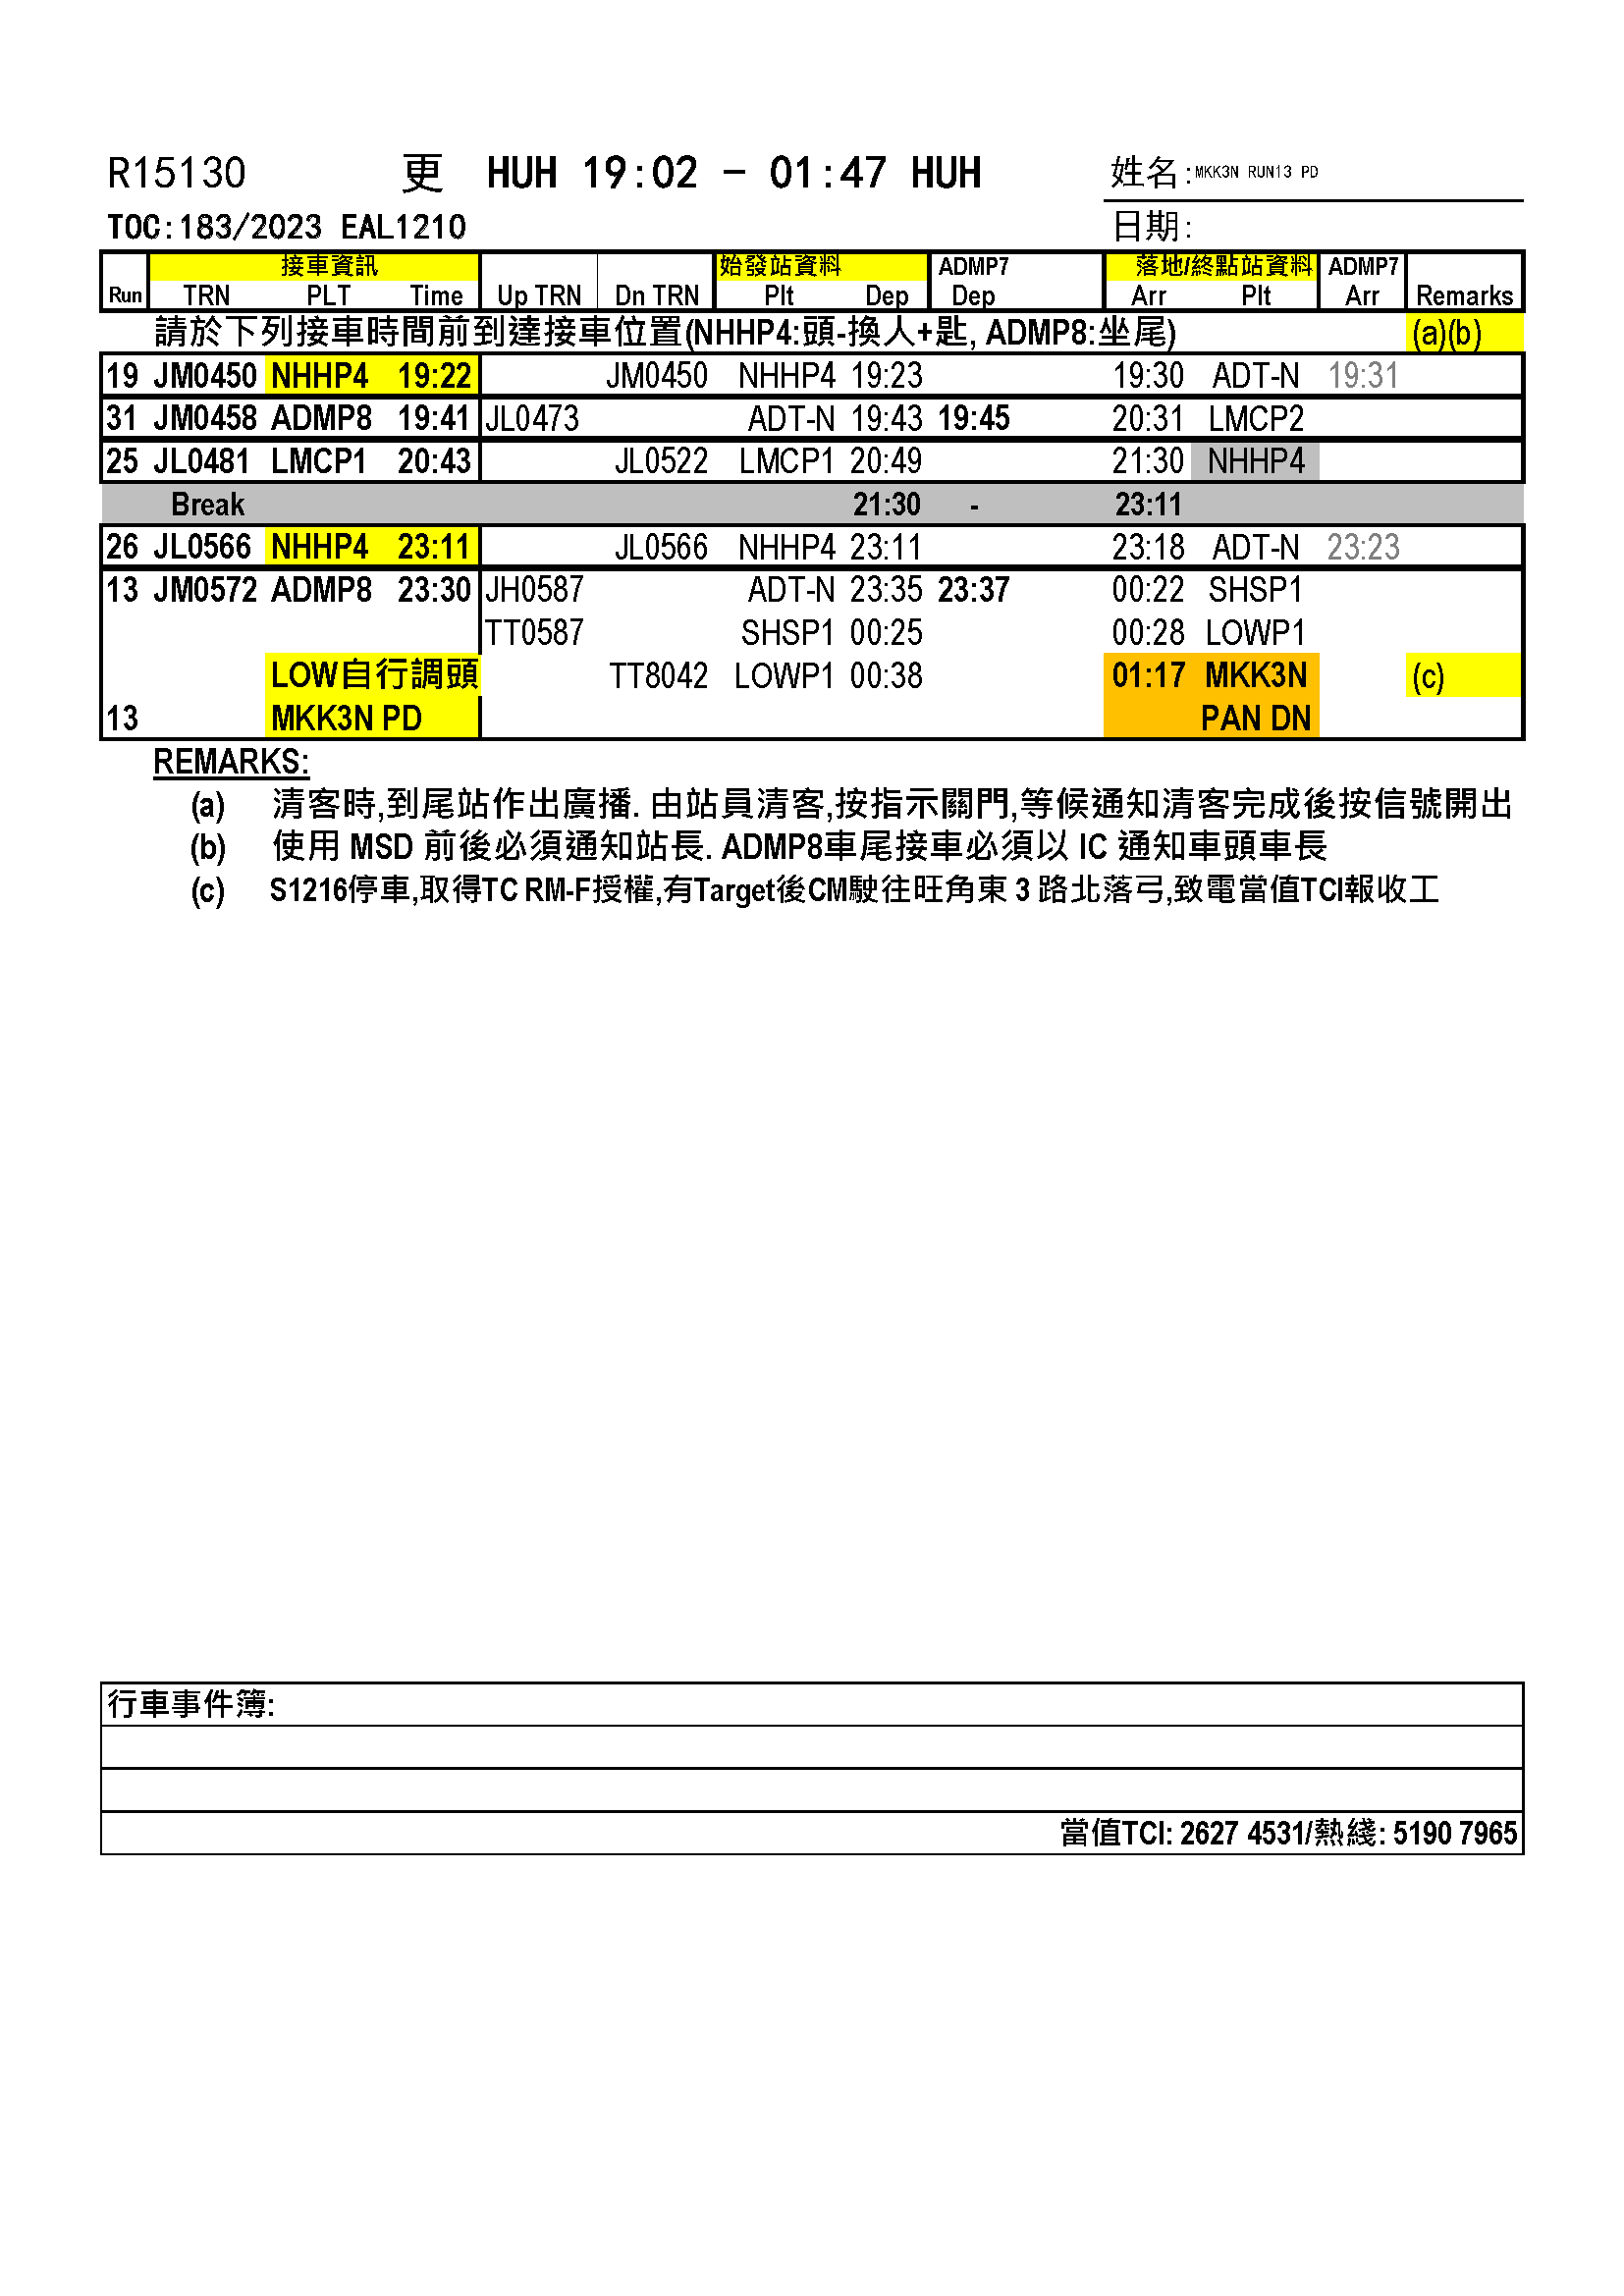 R15130 更 HUH 19:02 - 01:47 HUH 姓名:MKK3N RUN13 PD
TOC:183/2023 EAL1210 日期:
接車資訊 始發站資料 ADMP7 落地/終點站資料 ADMP7
Run TRN PLT Time Up TRN Dn TRN Plt Dep Dep Arr Plt Arr Remarks
請於下列接車時間前到達接車位置(NHHP4:頭-換人+匙, ADMP8:坐尾) (a)(b)
19 JM0450 NHHP4 19:22 JM0450 NHHP4 19:23 19:30 ADT-N 19:31
31 JM0458 ADMP8 19:41 JL0473 ADT-N 19:43 19:45 20:31 LMCP2
25 JL0481 LMCP1 20:43 JL0522 LMCP1 20:49 21:30 NHHP4
Break 21:30 - 23:11
26 JL0566 NHHP4 23:11 JL0566 NHHP4 23:11 23:18 ADT-N 23:23
13 JM0572 ADMP8 23:30 JH0587 ADT-N 23:35 23:37 00:22 SHSP1
TT0587 SHSP1 00:25 00:28 LOWP1
LOW自行調頭 TT8042 LOWP1 00:38 01:17 MKK3N (c)
13 MKK3N PD PAN DN
REMARKS:
(a) 清客時,到尾站作出廣播. 由站員清客,按指示關門,等候通知清客完成後按信號開出
(b) 使用 MSD 前後必須通知站長. ADMP8車尾接車必須以 IC 通知車頭車長
(c) S1216停車,取得TC RM-F授權,有Target後CM駛往旺角東 3 路北落弓,致電當值TCI報收工
行車事件簿:
當值TCI: 2627 4531/熱綫: 5190 7965